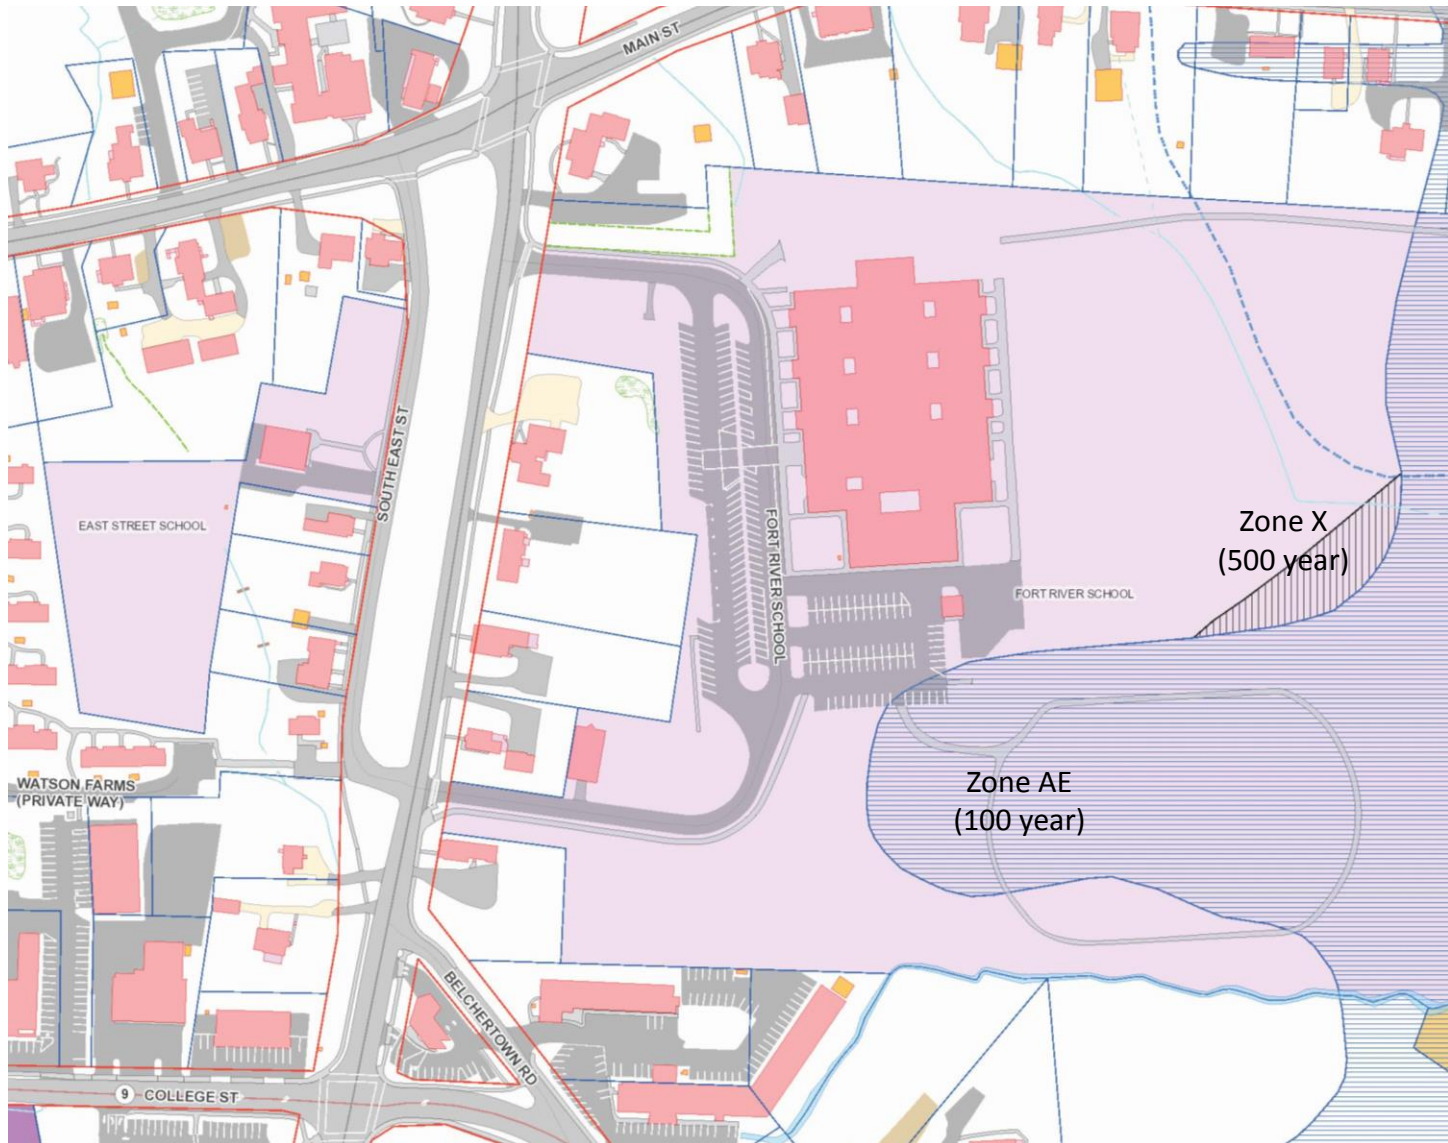 MAIN ST
SOUTH EAST ST
EAST STREET SCHOOL
FORT RIVER SCHOOL
Zone X
(500 year)
FORT RIVER SCHOOL
Zone AE
(100 year)
WATSON FARMS
(PRIVATE WAY)
BELCHERTOWN RD
9 COLLEGE ST